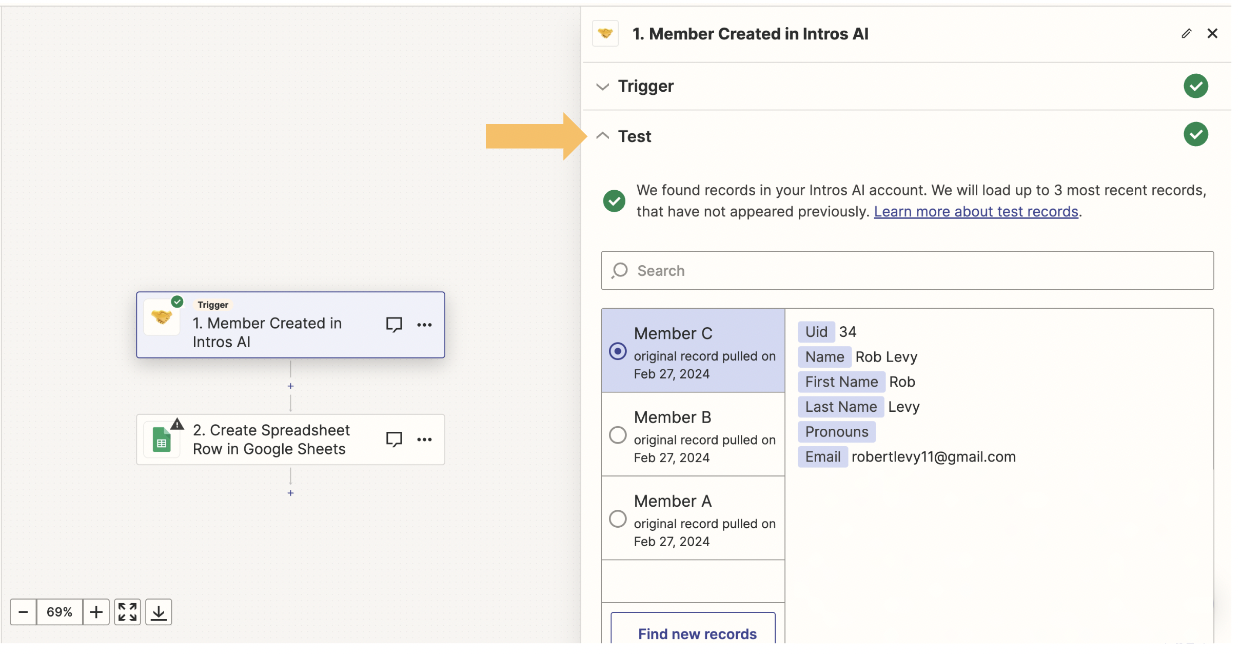 1. Member Created in Intros AI
Trigger
Test
We found records in your Intros AI account. We will load up to 3 most recent records,
that have not appeared previously. Learn more about test records.
Search
Member C
original record pulled on
Feb 27, 2024
Member B
original record pulled on
Feb 27, 2024
Member A
original record pulled on
Feb 27, 2024
Find new records
Uid 34
Name Rob Levy
First Name Rob
Last Name Levy
Pronouns
Email robertlevy11@gmail.com
Trigger
1. Member Created in
Intros AI
2. Create Spreadsheet
Row in Google Sheets
69%